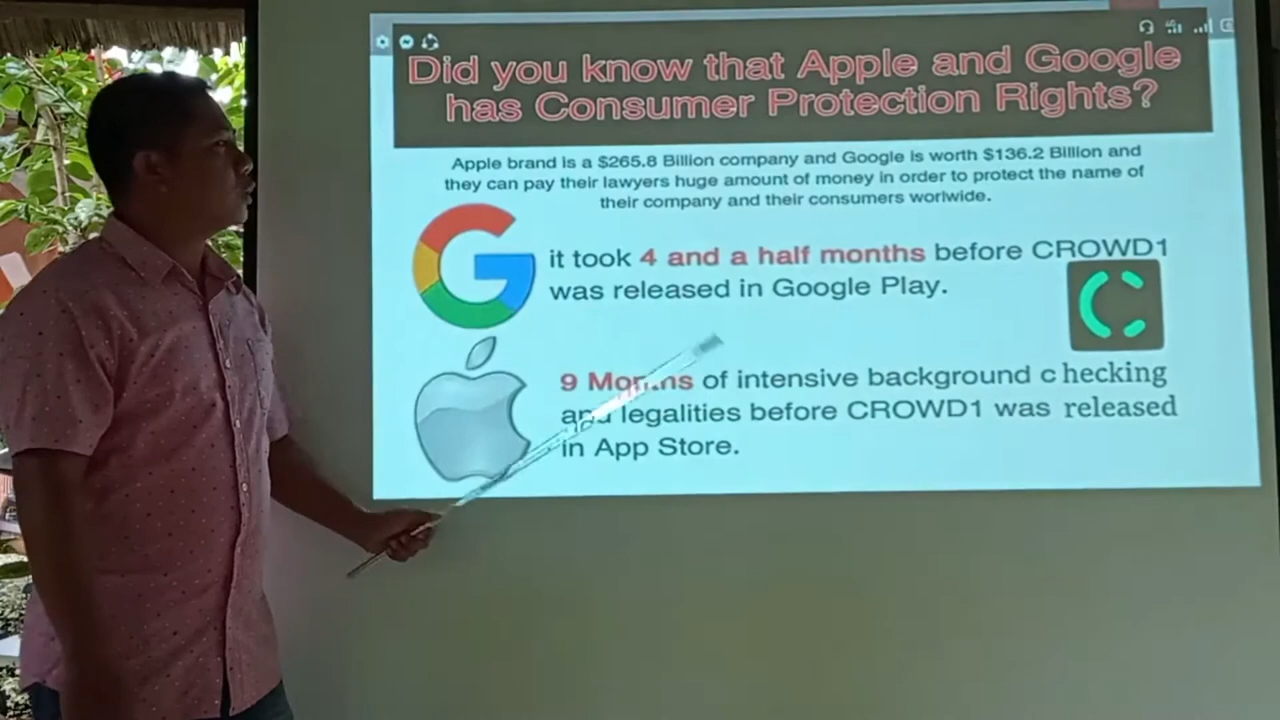 Did you know that Apple and Google
has Consumer Protection Rights?
Apple brand is a $265.8 Billion company and Google is worth $136.2 Billion and
they can pay their lawyers huge amount of money in order to protect the name of
their company and their consumers worlwide.
it took 4 and a half months before CROWD1
was released in Google Play.
9 Months of intensive background c hecking
and legalities before CROWD1 was released
in App Store.